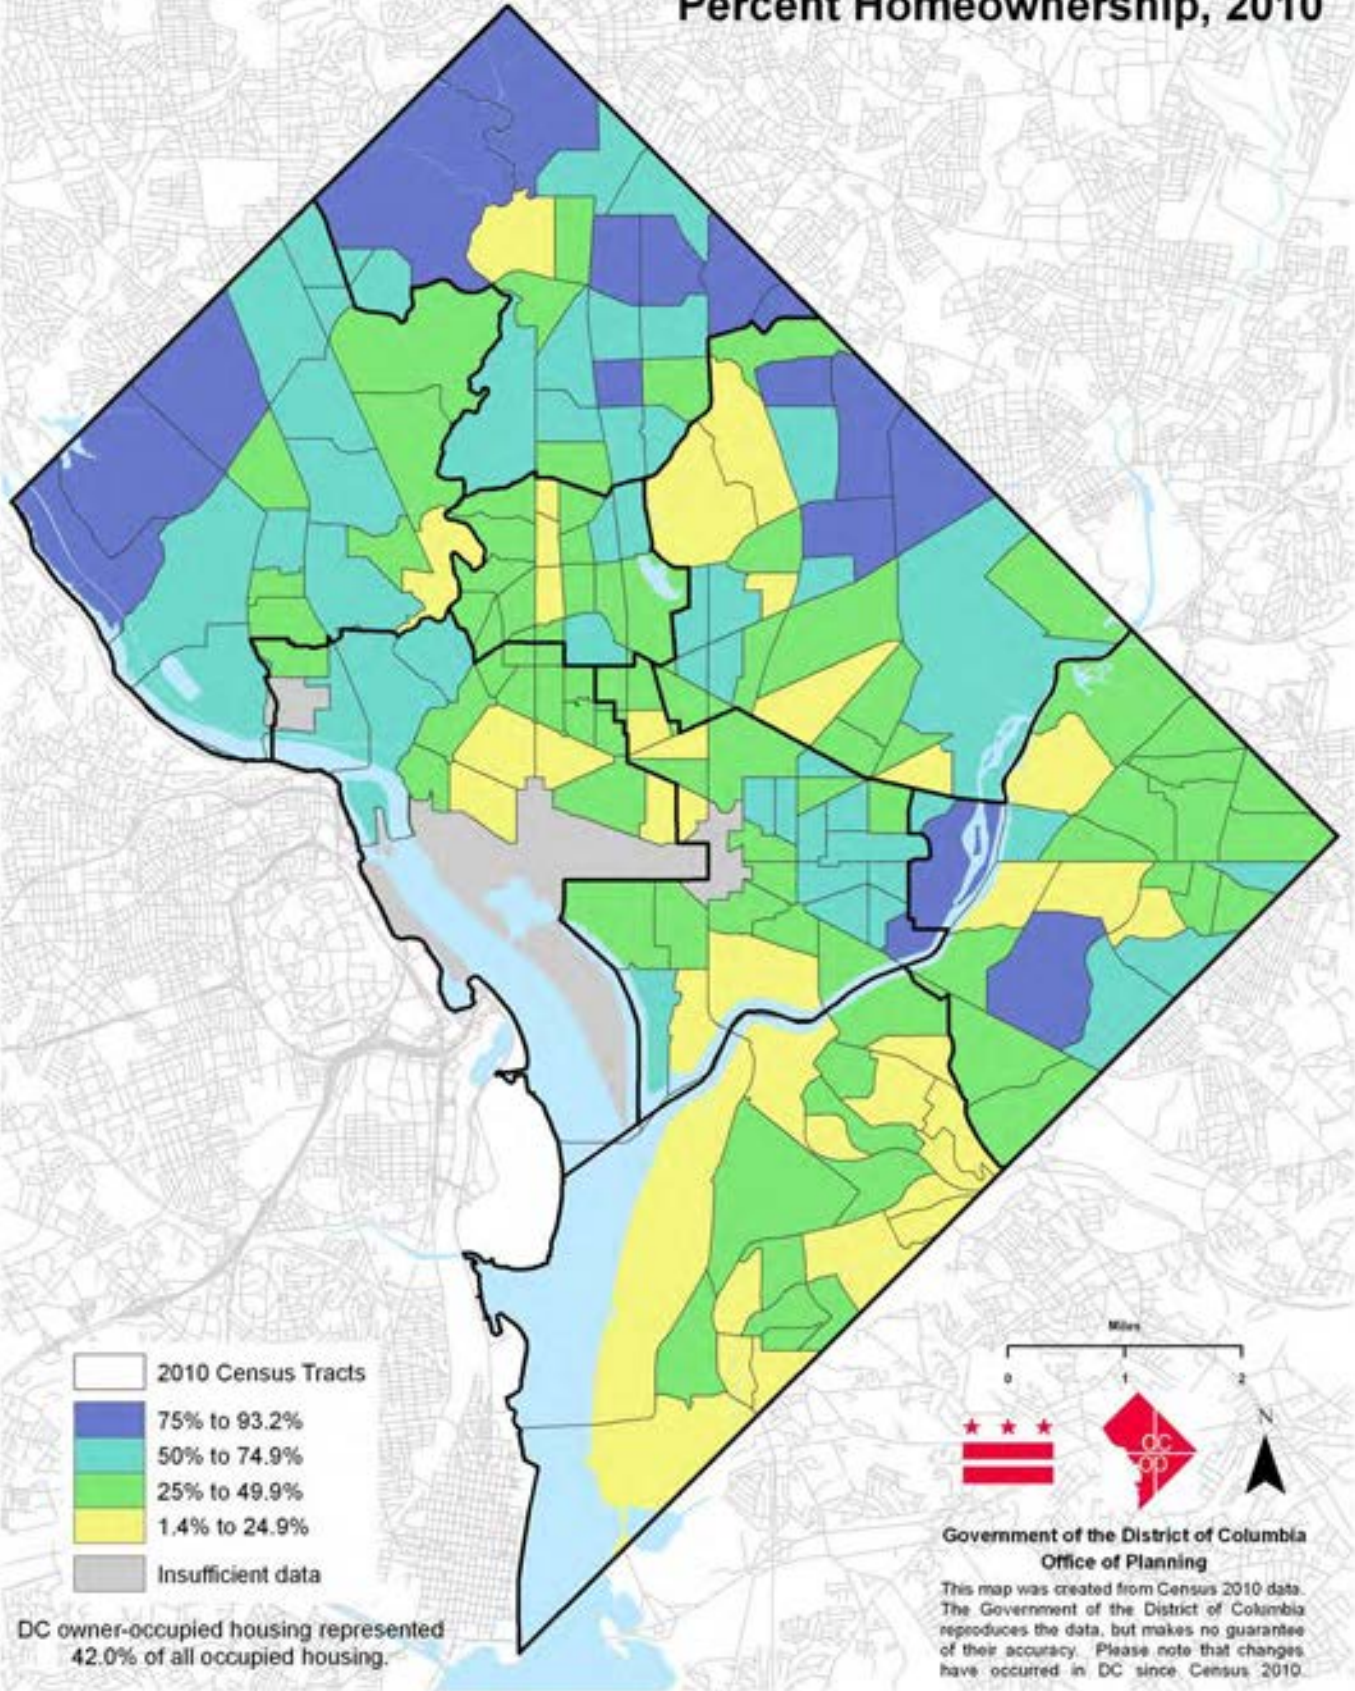 Percent Homeownership, 2010
2010 Census Tracts
75% to 93.2%
50% to 74.9%
25% to 49.9%
1.4% to 24.9%
Insufficient data
DC owner-occupied housing represented
42.0% of all occupied housing.
Miles
0 1 2
N
dc
op
Government of the District of Columbia
Office of Planning
This map was created from Census 2010 data.
The Government of the District of Columbia
reproduces the data, but makes no guarantee
of their accuracy. Please note that changes
have occurred in DC since Census 2010.